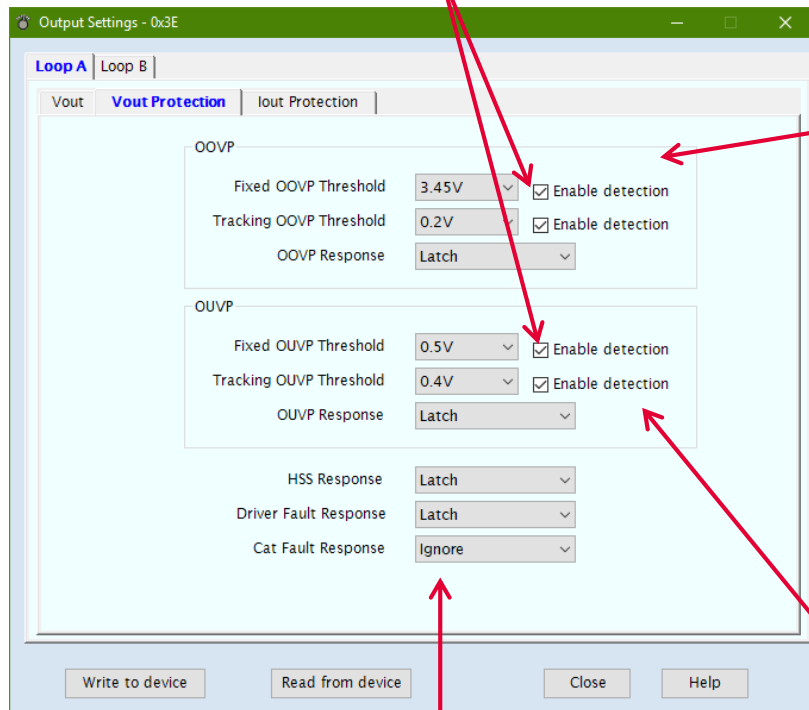 Output Settings - 0x3E
Loop A Loop B
Vout Vout Protection Iout Protection
OOVP
Fixed OOVP Threshold 3.45V Enable detection
Tracking OOVP Threshold 0.2V Enable detection
OOVP Response Latch
OUVP
Fixed OUVP Threshold 0.5V Enable detection
Tracking OUVP Threshold 0.4V Enable detection
OUVP Response Latch
HSS Response Latch
Driver Fault Response Latch
Cat Fault Response Ignore
Write to device Read from device Close Help